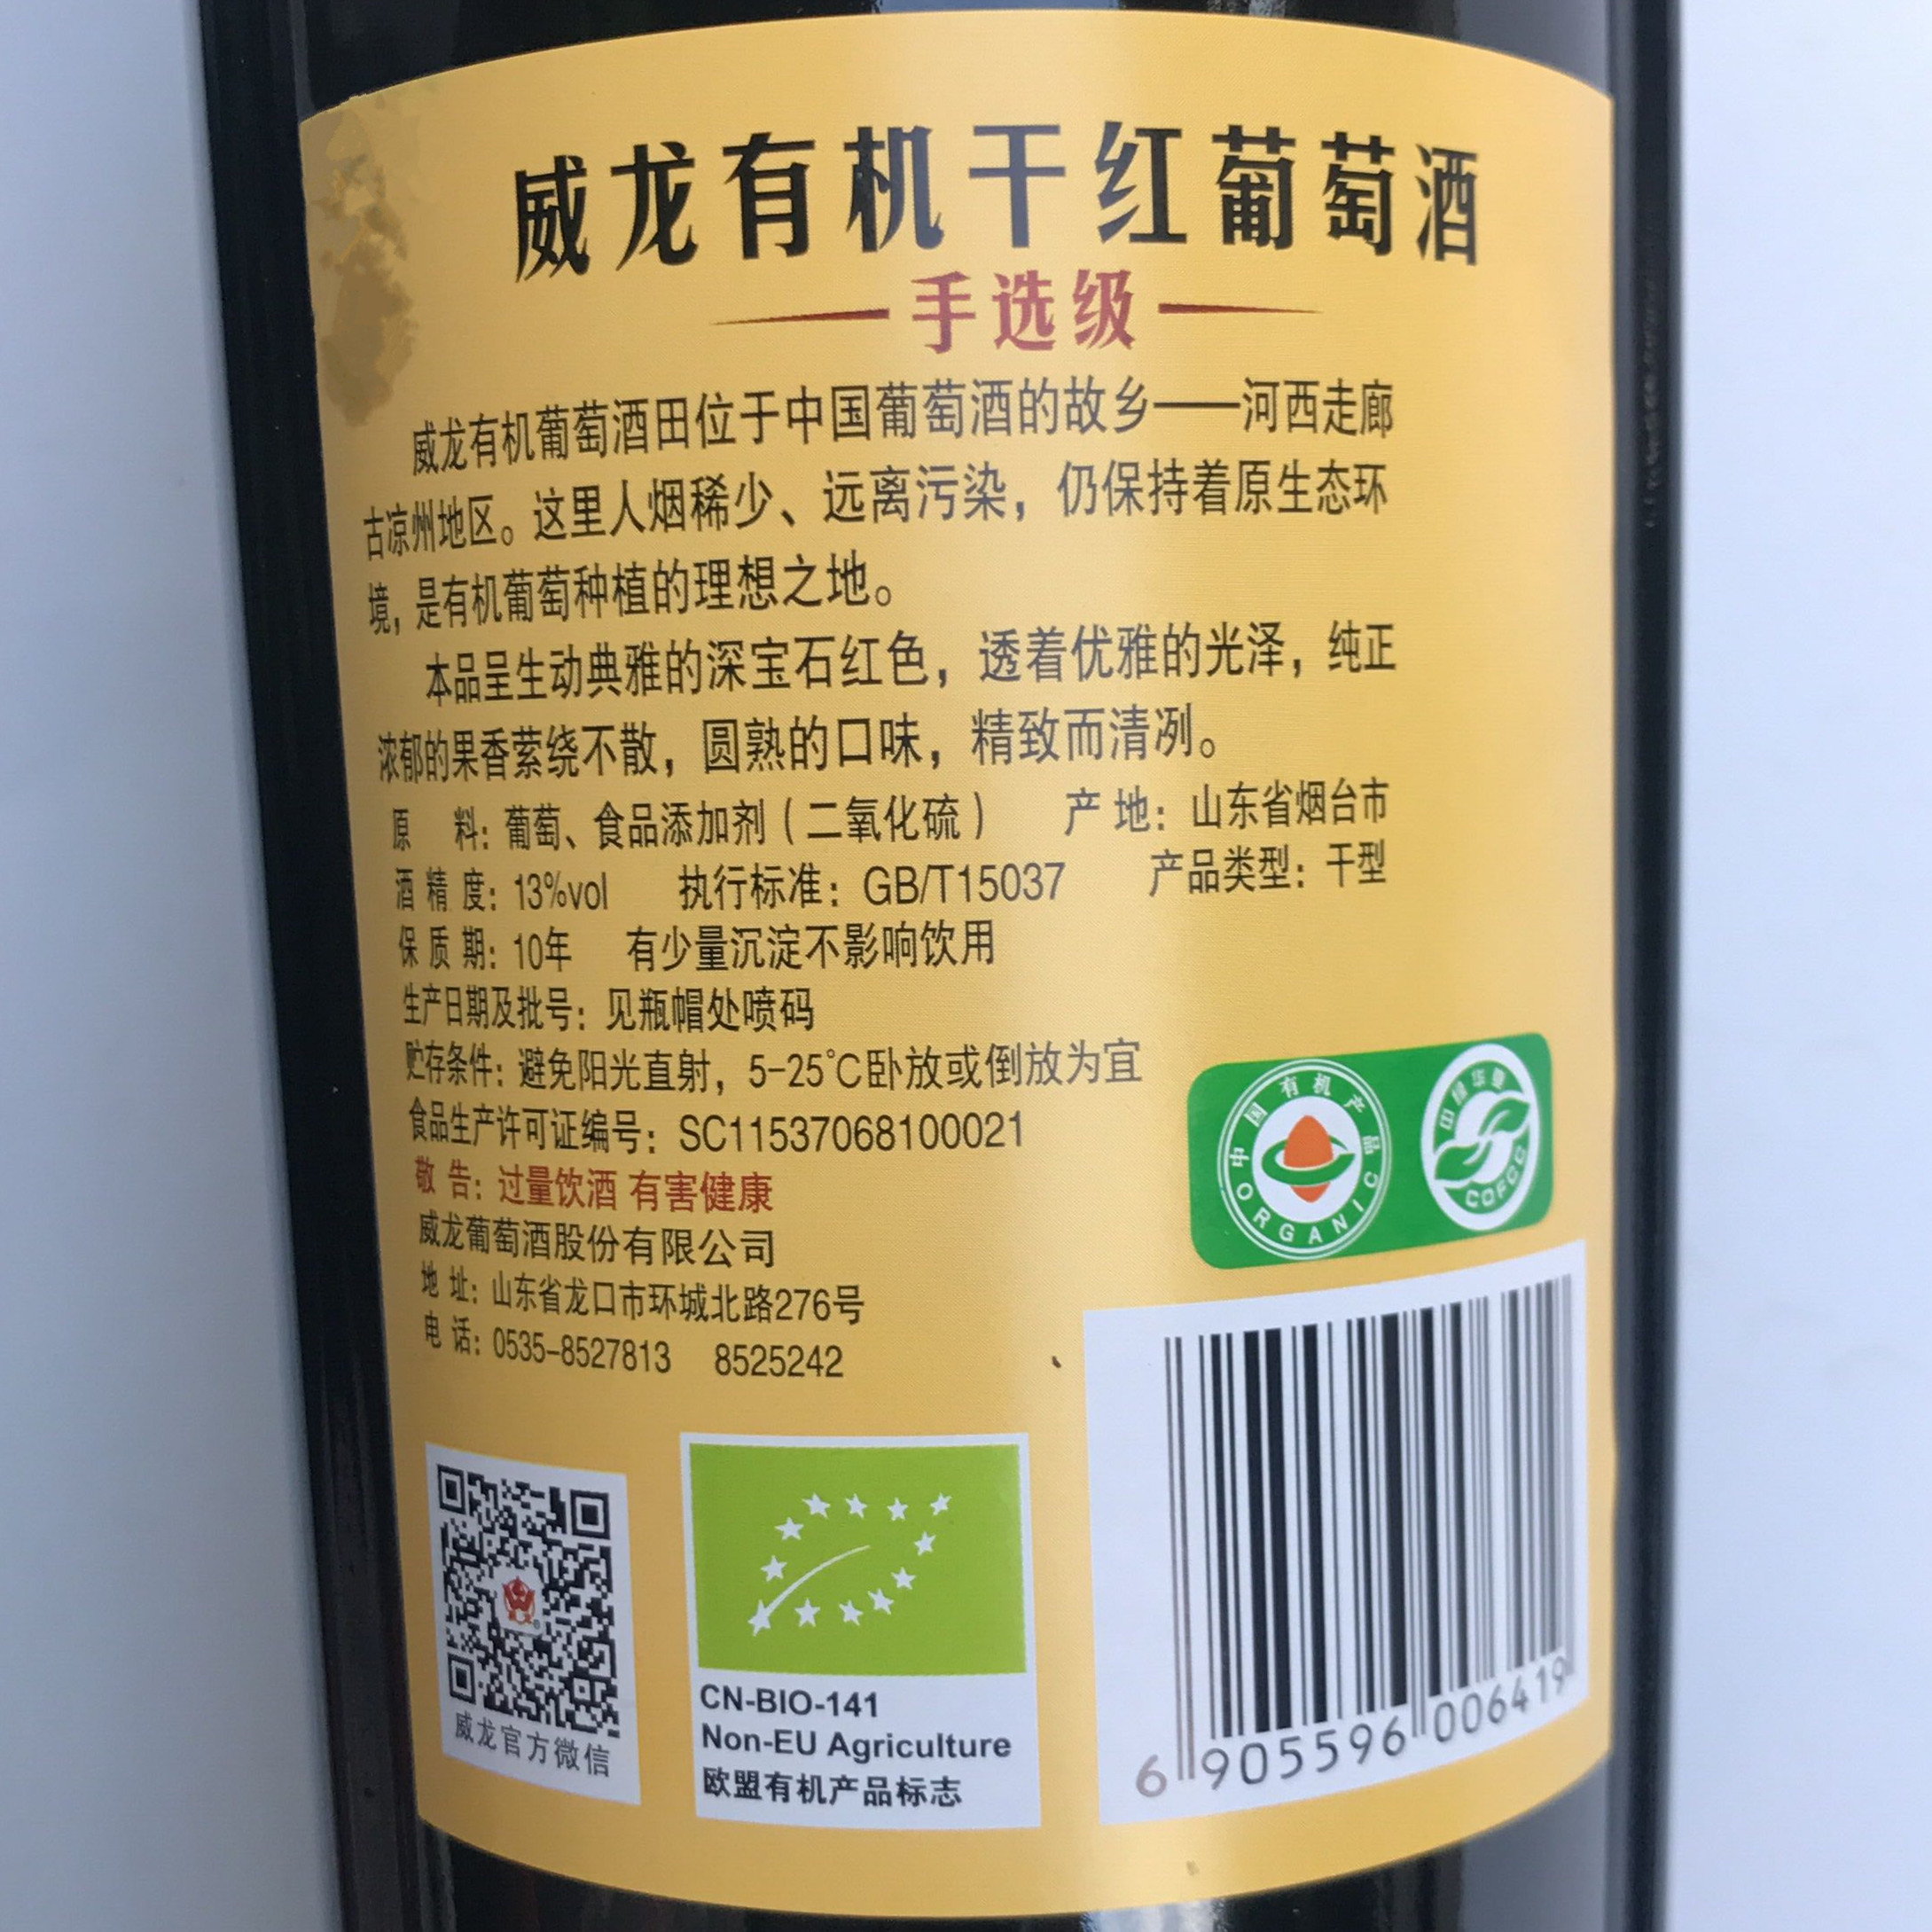 威龙有机干红葡萄酒
手选级
威龙有机葡萄酒田位于中国葡萄酒的故乡——河西走廊
古凉州地区。这里人烟稀少、远离污染，仍保持着原生态环
境，是有机葡萄种植的理想之地。
本品呈生动典雅的深宝石红色，透着优雅的光泽，纯正
浓郁的果香萦绕不散，圆熟的口味，精致而清冽。
原 料：葡萄、食品添加剂（二氧化硫） 产 地：山东省烟台市
酒 精 度：13%vol 执行标准：GB/T15037 产品类型：干型
保 质 期：10年 有少量沉淀不影响饮用
生产日期及批号：见瓶帽处喷码
贮存条件：避免阳光直射，5-25℃卧放或倒放为宜
食品生产许可证编号：SC11537068100021
敬 告：过量饮酒 有害健康
威龙葡萄酒股份有限公司
地 址：山东省龙口市环城北路276号
电 话：0535-8527813 8525242
中国有机产品
ORGANIC
中绿华夏
COFCC
威龙官方微信
CN-BIO-141
Non-EU Agriculture
欧盟有机产品标志
6 905596 006419